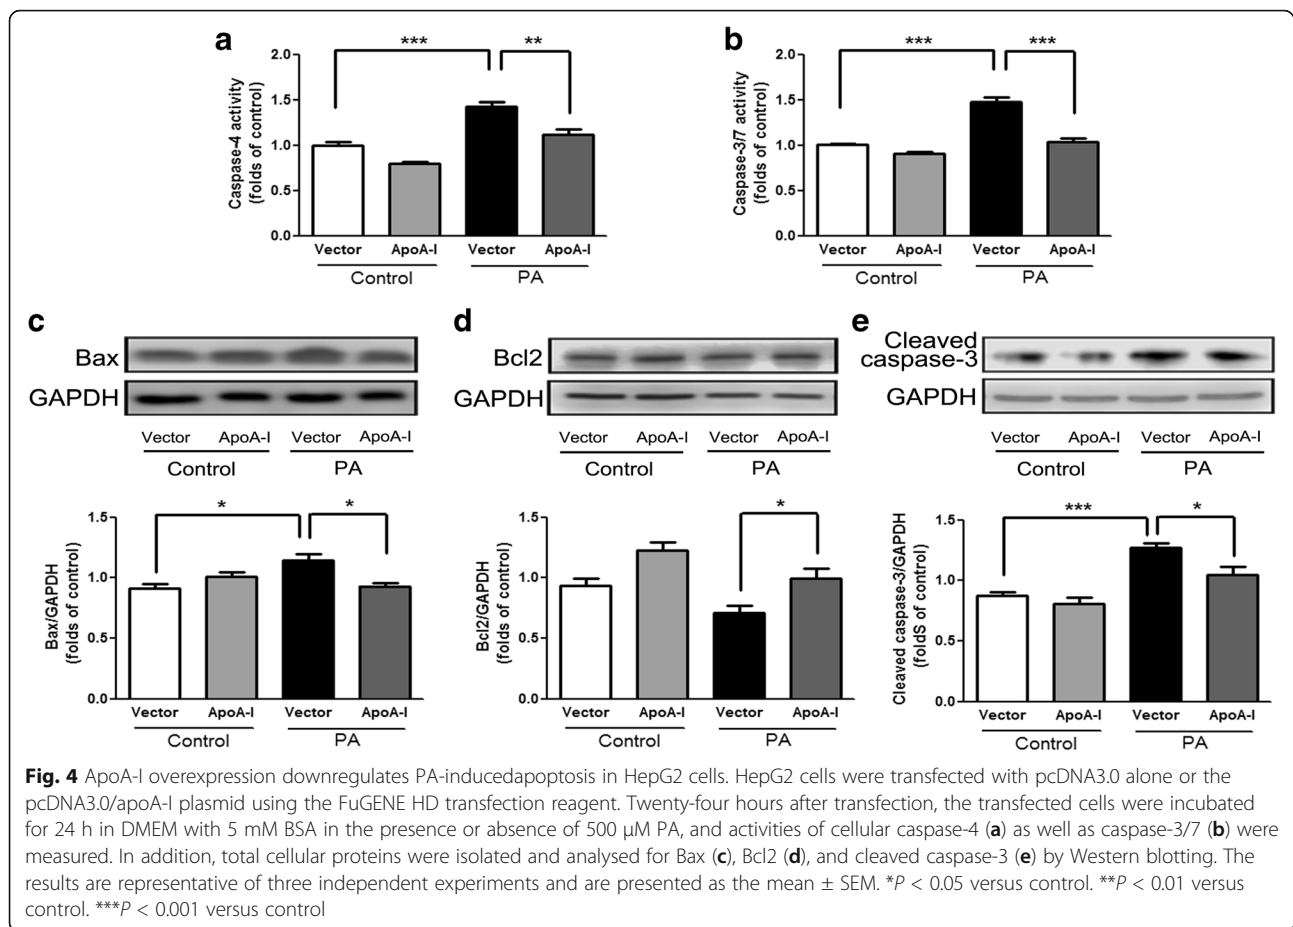 a
b
***
**
***
***
2.0
1.5
1.0
0.5
0.0
Caspase-4 activity
(folds of control)
Vector ApoA-I Vector ApoA-I
Control PA
2.0
1.5
1.0
0.5
0.0
Caspase-3/7 activity
(folds of control)
Vector ApoA-I Vector ApoA-I
Control PA
c
Bax
GAPDH
Vector ApoA-I Vector ApoA-I
Control PA
*
*
1.5
1.0
0.5
0.0
Bax/GAPDH
(folds of control)
Vector ApoA-I Vector ApoA-I
Control PA
d
Bcl2
GAPDH
Vector ApoA-I Vector ApoA-I
Control PA
*
1.5
1.0
0.5
0.0
Bcl2/GAPDH
(folds of control)
Vector ApoA-I Vector ApoA-I
Control PA
e
Cleaved
caspase-3
GAPDH
Vector ApoA-I Vector ApoA-I
Control PA
***
*
1.5
1.0
0.5
0.0
Cleaved caspase-3/GAPDH
(foldS of control)
Vector ApoA-I Vector ApoA-I
Control PA
Fig. 4 ApoA-I overexpression downregulates PA-inducedapoptosis in HepG2 cells. HepG2 cells were transfected with pcDNA3.0 alone or the
pcDNA3.0/apoA-I plasmid using the FuGENE HD transfection reagent. Twenty-four hours after transfection, the transfected cells were incubated
for 24 h in DMEM with 5 mM BSA in the presence or absence of 500 μM PA, and activities of cellular caspase-4 (a) as well as caspase-3/7 (b) were
measured. In addition, total cellular proteins were isolated and analysed for Bax (c), Bcl2 (d), and cleaved caspase-3 (e) by Western blotting. The
results are representative of three independent experiments and are presented as the mean ± SEM. *P < 0.05 versus control. **P < 0.01 versus
control. ***P < 0.001 versus control